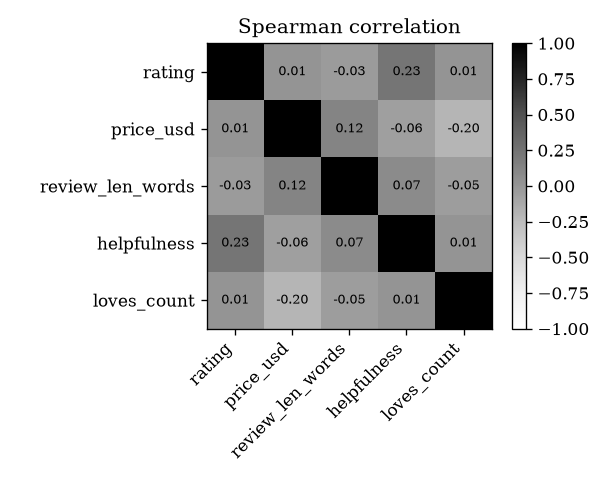 Spearman correlation
rating 0.01 -0.03 0.23 0.01
price_usd 0.01 0.12 -0.06 -0.20
review_len_words -0.03 0.12 0.07 -0.05
helpfulness 0.23 -0.06 0.07 0.01
loves_count 0.01 -0.20 -0.05 0.01
rating price_usd review_len_words helpfulness loves_count
1.00
0.75
0.50
0.25
0.00
−0.25
−0.50
−0.75
−1.00